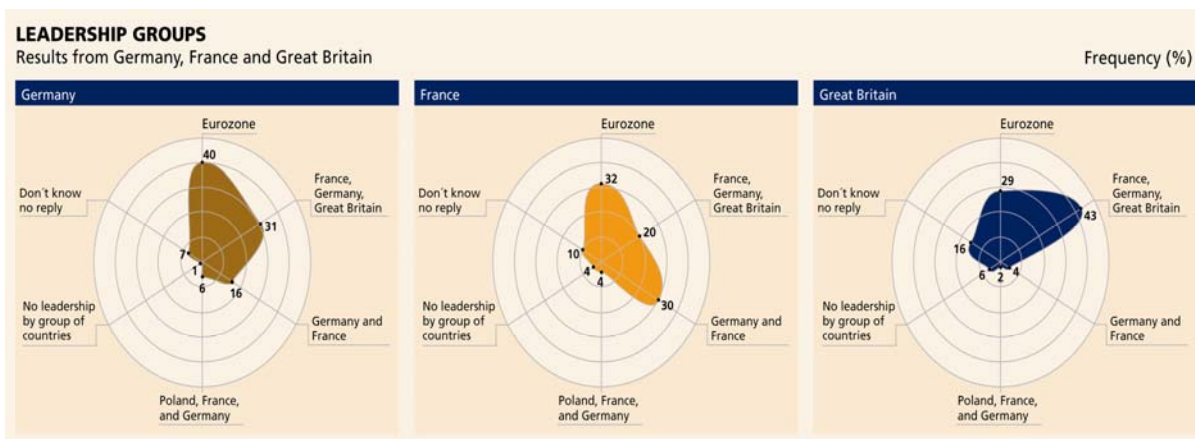 LEADERSHIP GROUPS
Results from Germany, France and Great Britain
Frequency (%)
Germany
Eurozone
40
France,
Germany,
Great Britain
31
Don´t know
no reply
7
1
6
16
No leadership
by group of
countries
Germany and
France
Poland, France,
and Germany
France
Eurozone
32
France,
Germany,
Great Britain
20
Don´t know
no reply
10
4
4
30
No leadership
by group of
countries
Germany and
France
Poland, France,
and Germany
Great Britain
Eurozone
29
France,
Germany,
Great Britain
43
Don´t know
no reply
16
6
2
4
No leadership
by group of
countries
Germany and
France
Poland, France,
and Germany